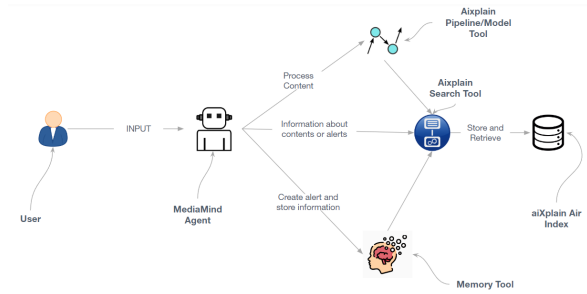 Aixplain
Pipeline/Model
Tool
Process
Content
Aixplain
Search Tool
INPUT
Information about
contents or alerts
Store and
Retrieve
User
MediaMind
Agent
Create alert and
store information
aiXplain Air
Index
Memory Tool